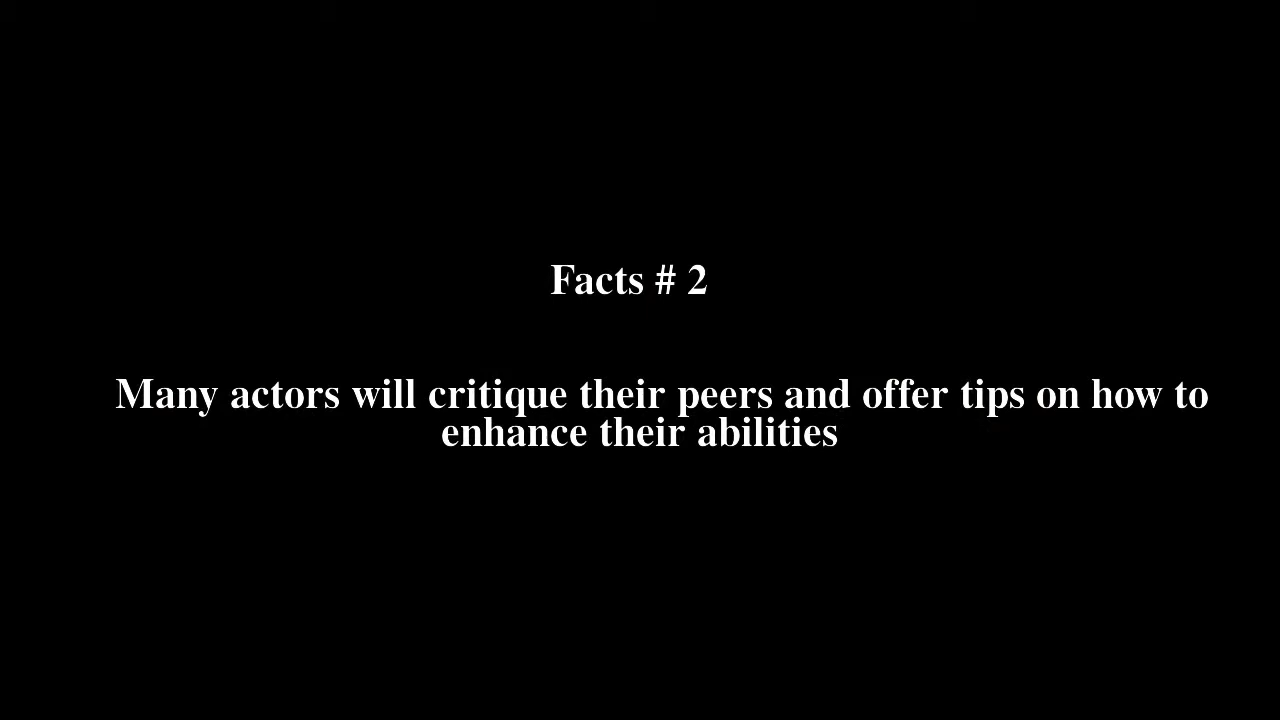 Facts # 2
Many actors will critique their peers and offer tips on how to
enhance their abilities